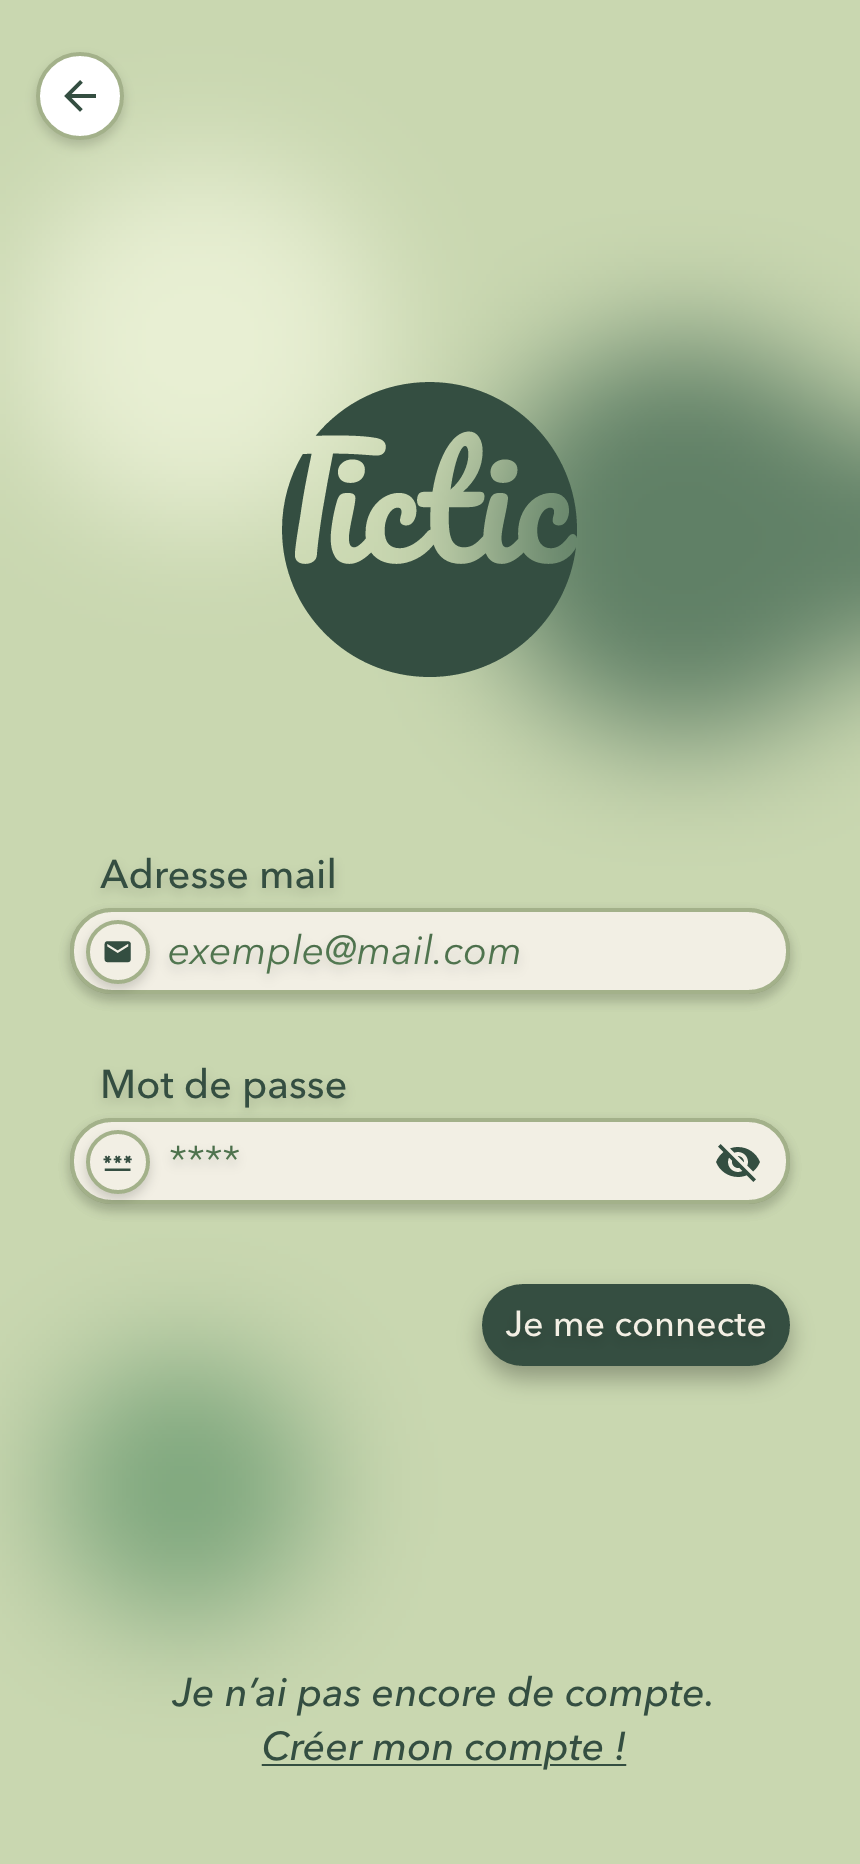 Tictic
Adresse mail
exemple@mail.com
Mot de passe
***
****
Je me connecte
Je n’ai pas encore de compte.
Créer mon compte !